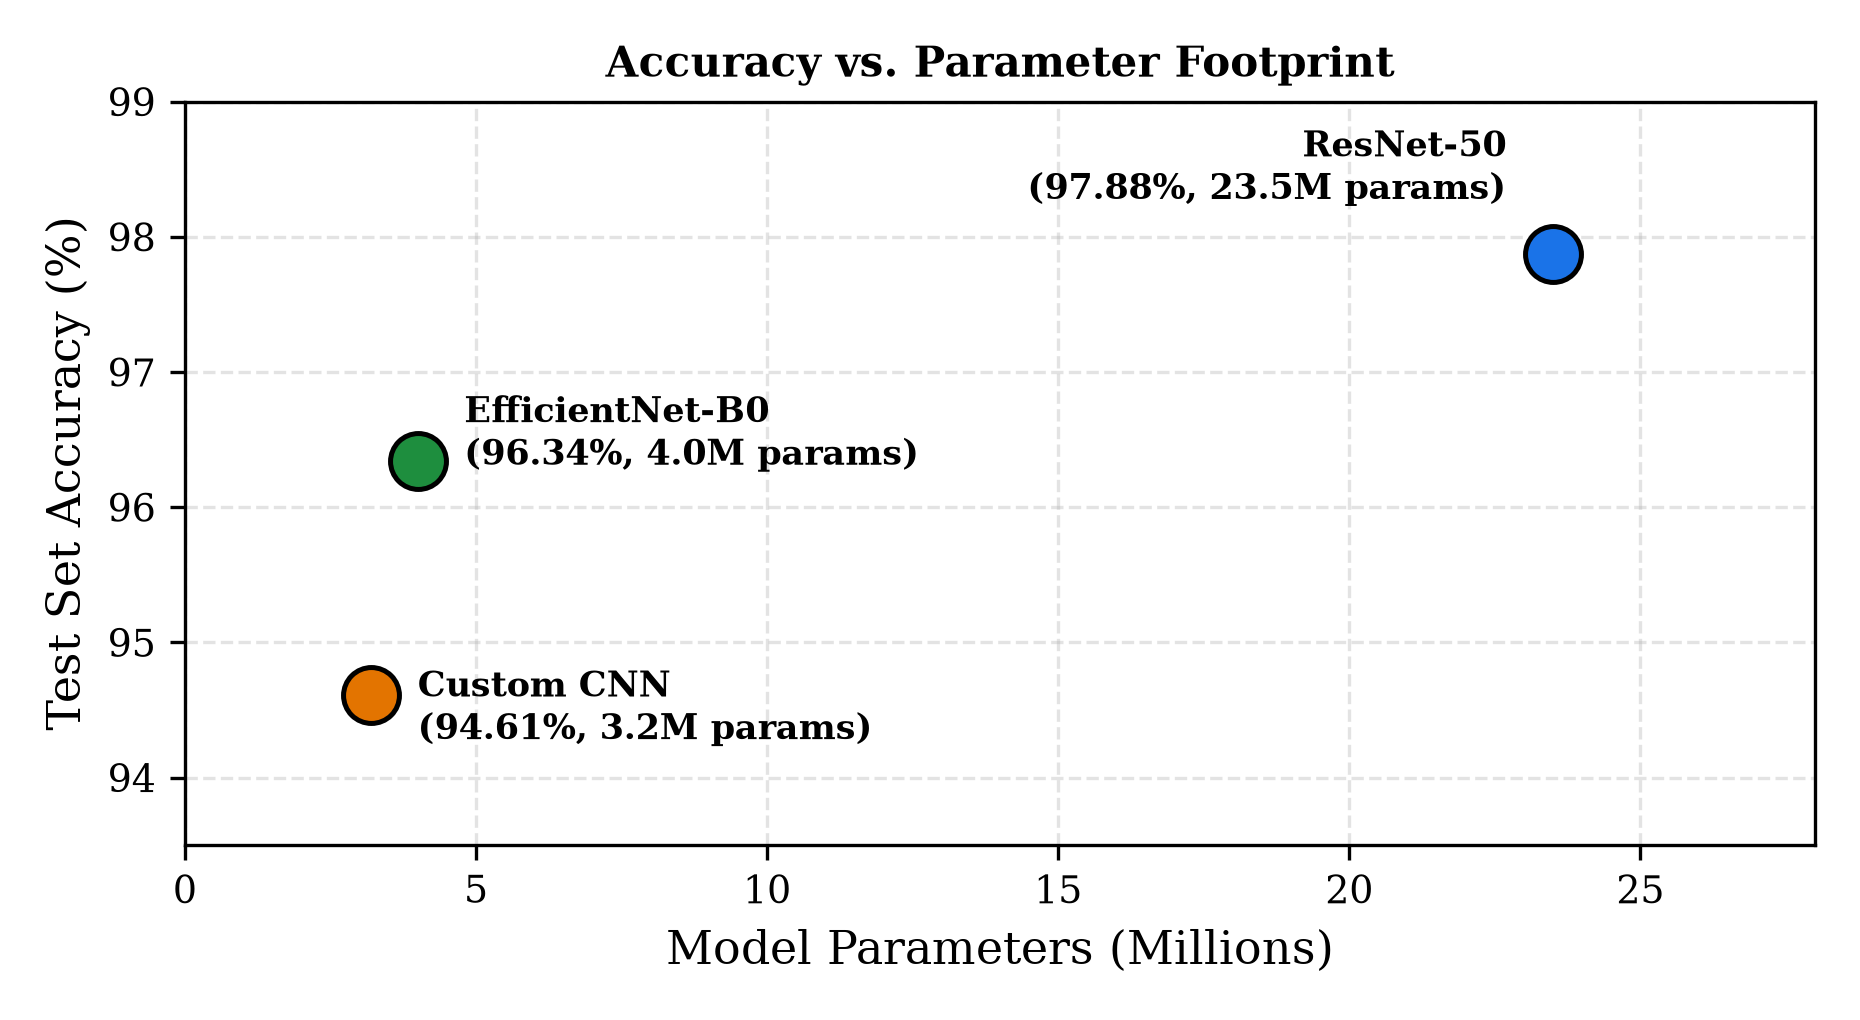 Accuracy vs. Parameter Footprint
99
98
97
96
95
94
Test Set Accuracy (%)
ResNet-50
(97.88%, 23.5M params)
EfficientNet-B0
(96.34%, 4.0M params)
Custom CNN
(94.61%, 3.2M params)
0 5 10 15 20 25
Model Parameters (Millions)